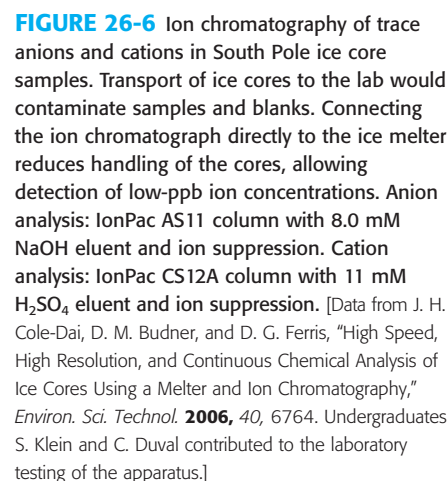 FIGURE 26-6 Ion chromatography of trace
anions and cations in South Pole ice core
samples. Transport of ice cores to the lab would
contaminate samples and blanks. Connecting
the ion chromatograph directly to the ice melter
reduces handling of the cores, allowing
detection of low-ppb ion concentrations. Anion
analysis: IonPac AS11 column with 8.0 mM
NaOH eluent and ion suppression. Cation
analysis: IonPac CS12A column with 11 mM
H₂SO₄ eluent and ion suppression. [Data from J. H.
Cole-Dai, D. M. Budner, and D. G. Ferris, "High Speed,
High Resolution, and Continuous Chemical Analysis of
Ice Cores Using a Melter and Ion Chromatography,"
Environ. Sci. Technol. 2006, 40, 6764. Undergraduates
S. Klein and C. Duval contributed to the laboratory
testing of the apparatus.]